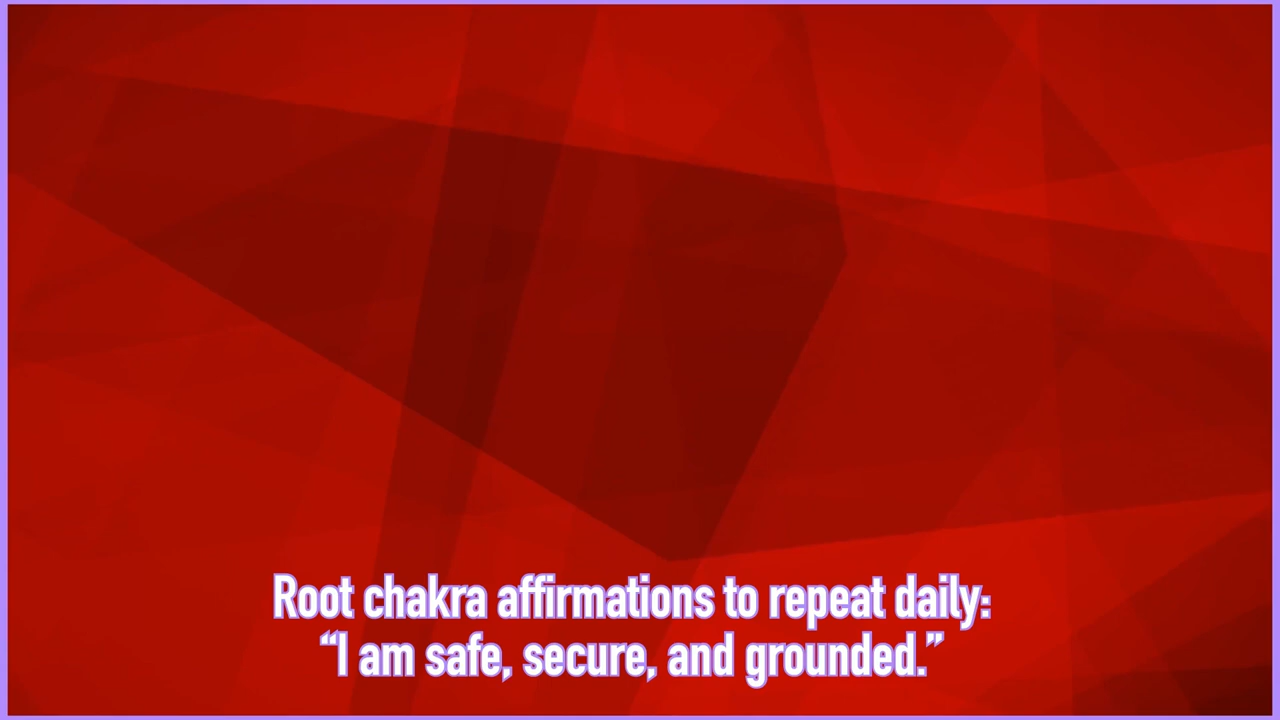 Root chakra affirmations to repeat daily:
“I am safe, secure, and grounded.”